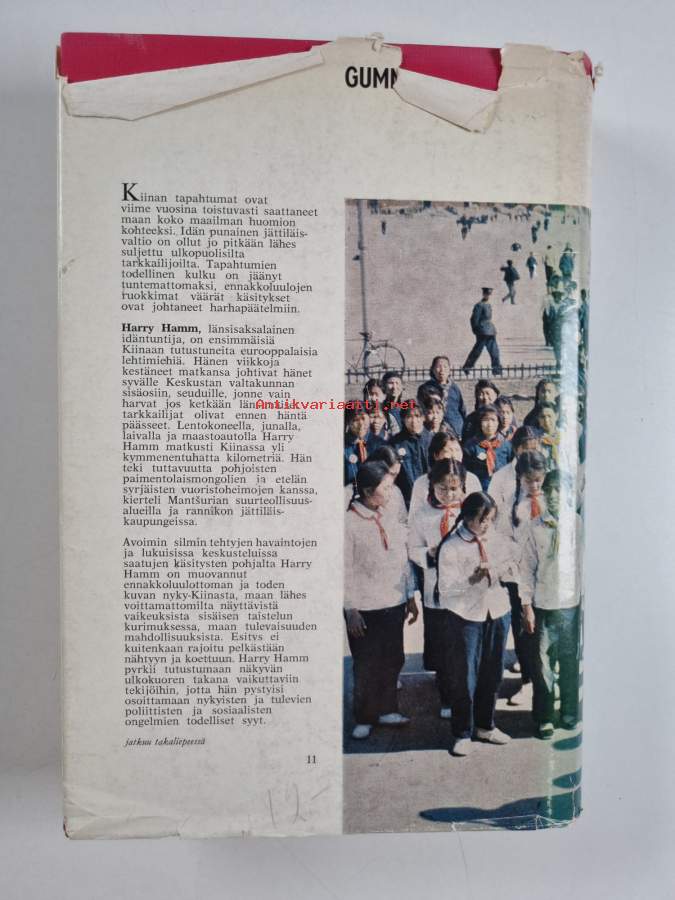 GUMM
Kiinan tapahtumat ovat
viime vuosina toistuvasti saattaneet
maan koko maailman huomion
kohteeksi. Idän punainen jättiläis-
valtio on ollut jo pitkään lähes
suljettu ulkopuolisilta
tarkkailijoilta. Tapahtumien
todellinen kulku on jäänyt
tuntemattomaksi, ennakkoluulojen
ruokkimat väärät käsitykset
ovat johtaneet harhapäätelmiin.
Harry Hamm, länsisaksalainen
idäntuntija, on ensimmäisiä
Kiinaan tutustuneita eurooppalaisia
lehtimiehiä. Hänen viikkoja
kestäneet matkansa johtivat hänet
syvälle Keskustan valtakunnan
sisäosiin, seuduille, jonne vain
harvat jos ketkään länsimaiset
tarkkailijat olivat ennen häntä
päässeet. Lentokoneella, junalla,
laivalla ja maastoautolla Harry
Hamm matkusti Kiinassa yli
kymmenentuhatta kilometriä. Hän
teki tuttavuutta pohjoisten
paimentolaismongolien ja etelän
syrjäisten vuoristoheimojen kanssa,
kierteli Mantšurian suurteollisuus-
alueilla ja rannikon jättiläis-
kaupungeissa.
Avoimin silmin tehtyjen havaintojen
ja lukuisissa keskusteluissa
saatujen käsitysten pohjalta Harry
Hamm on muovannut
ennakkoluulottoman ja toden
kuvan nyky-Kiinasta, maan lähes
voittamattomilta näyttävistä
vaikeuksista sisäisen taistelun
kurimuksessa, maan tulevaisuuden
mahdollisuuksista. Esitys ei
kuitenkaan rajoitu pelkästään
nähtyyn ja koettuun. Harry Hamm
pyrkii tutustumaan näkyvän
ulkokuoren takana vaikuttaviin
tekijöihin, jotta hän pystyisi
osoittamaan nykyisten ja tulevien
poliittisten ja sosiaalisten
ongelmien todelliset syyt.
jatkuu takaliepeessä
11
12-
Antikvariaatti.net